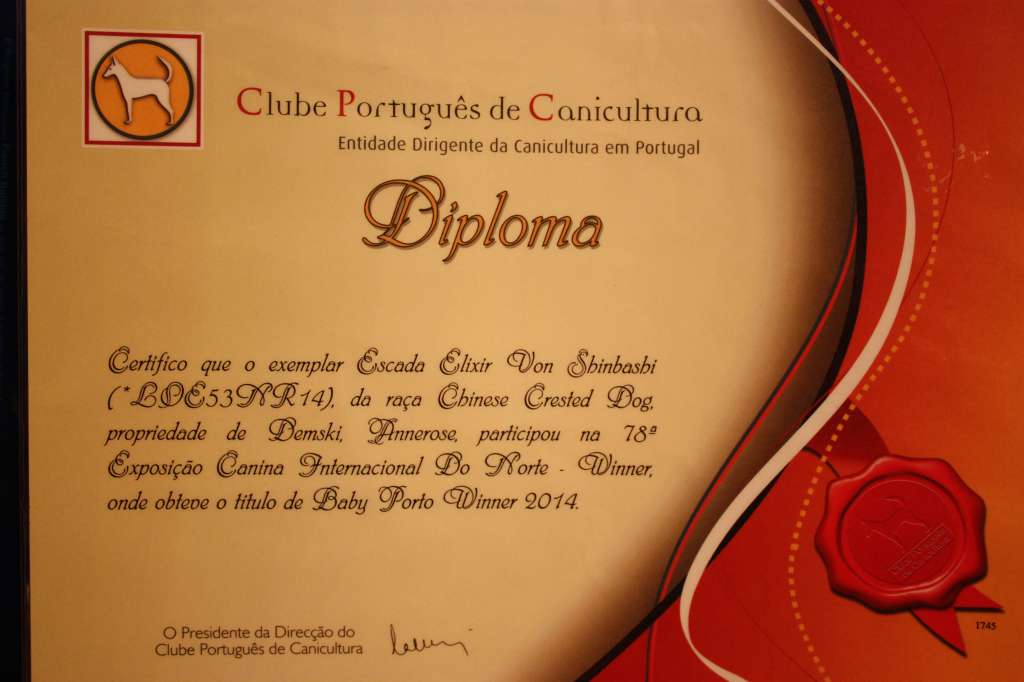 Clube Português de Canicultura
Entidade Dirigente da Canicultura em Portugal
Diploma
Certifico que o exemplar Escada Elixir Von Shinbashi
(*LOE53NR14), da raça Chinese Crested Dog,
propriedade de Demski, Annerose, participou na 78ª
Exposição Canina Internacional Do Norte - Winner,
onde obteve o título de Baby Porto Winner 2014.
O Presidente da Direcção do
Clube Português de Canicultura
1745